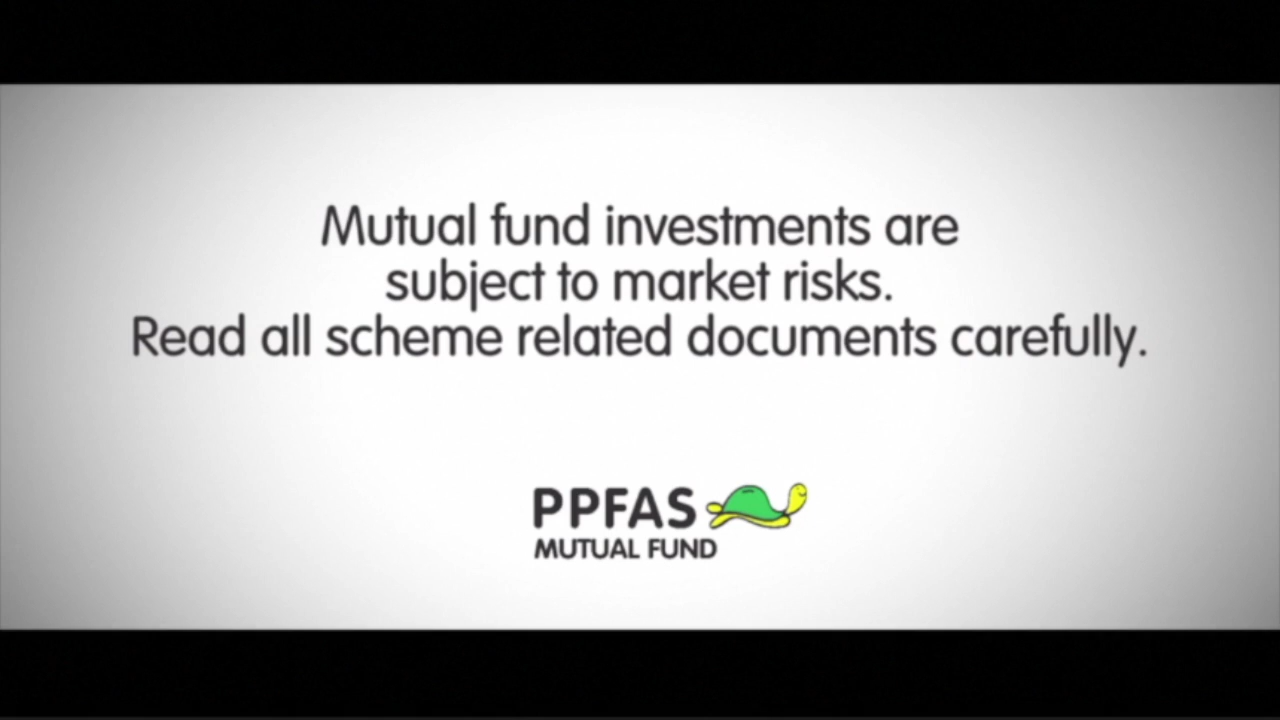 Mutual fund investments are
subject to market risks.
Read all scheme related documents carefully.
PPFAS
MUTUAL FUND